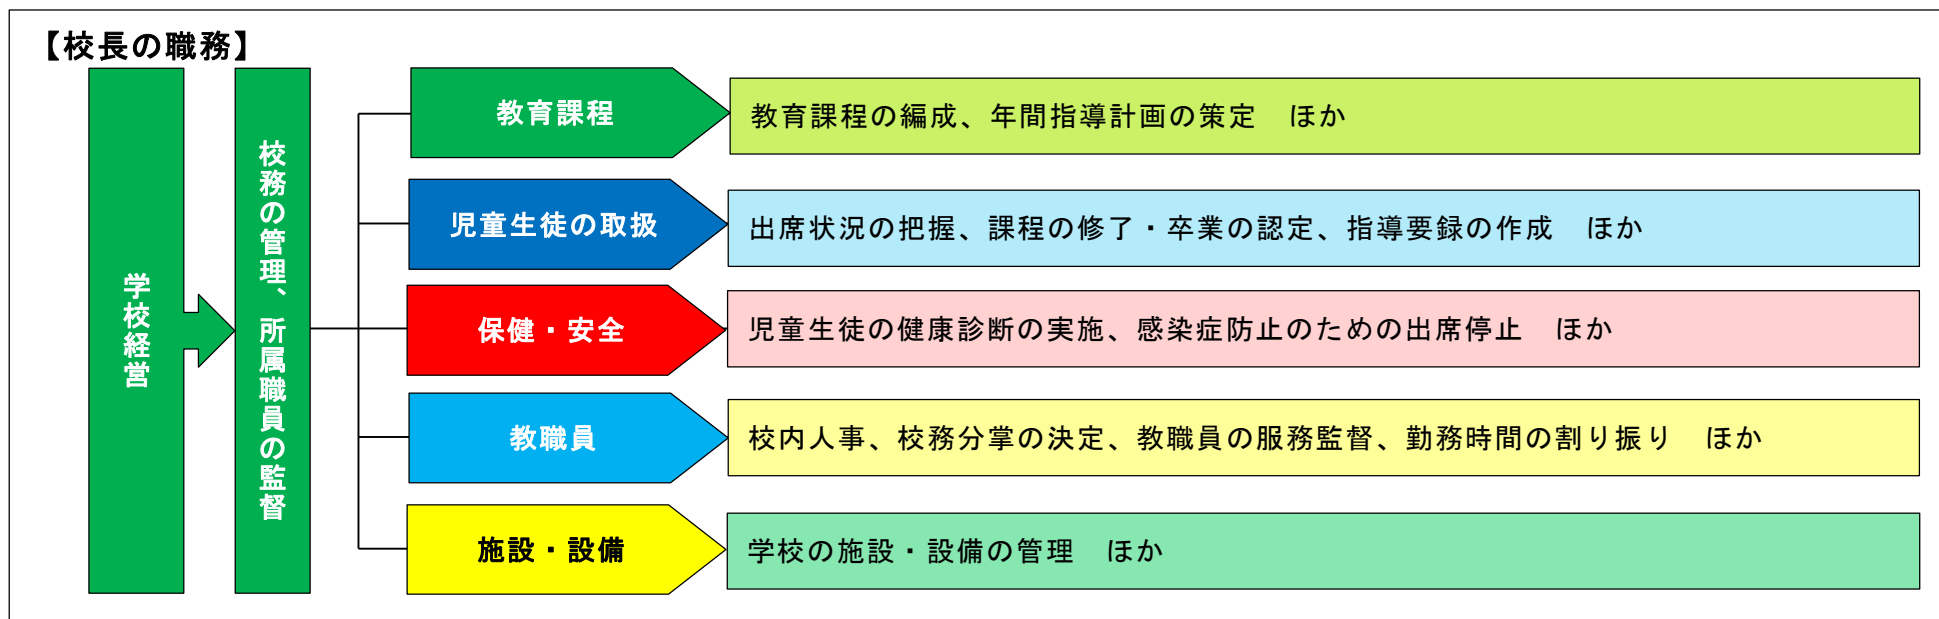 【校長の職務】
学校経営
校務の管理、所属職員の監督
教育課程
教育課程の編成、年間指導計画の策定　ほか
児童生徒の取扱
出席状況の把握、課程の修了・卒業の認定、指導要録の作成　ほか
保健・安全
児童生徒の健康診断の実施、感染症防止のための出席停止　ほか
教職員
校内人事、校務分掌の決定、教職員の服務監督、勤務時間の割り振り　ほか
施設・設備
学校の施設・設備の管理　ほか